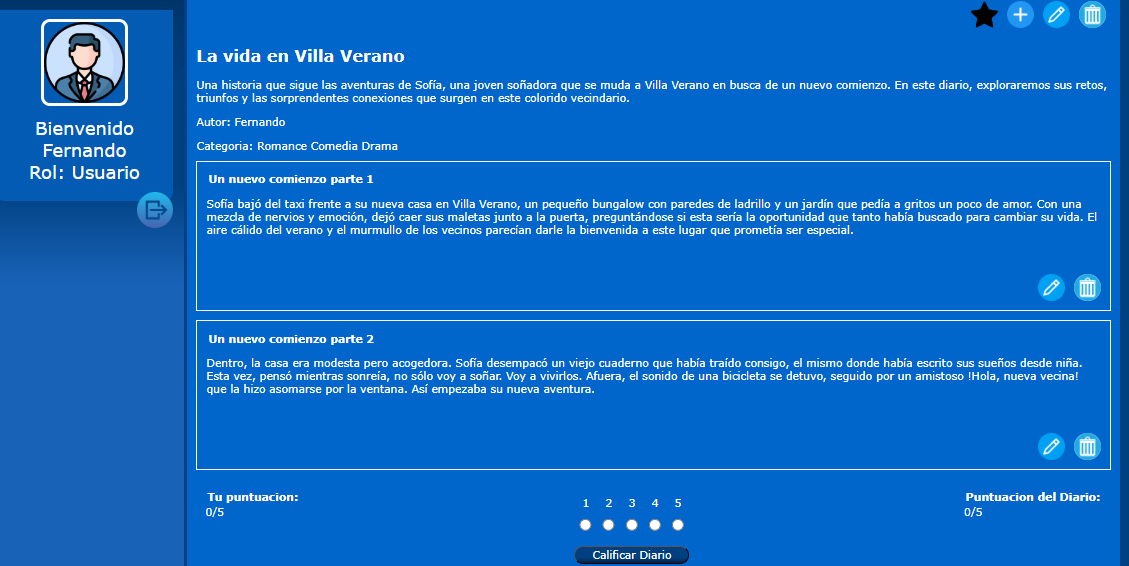 Bienvenido
Fernando
Rol: Usuario
La vida en Villa Verano
Una historia que sigue las aventuras de Sofía, una joven soñadora que se muda a Villa Verano en busca de un nuevo comienzo. En este diario, exploraremos sus retos,
triunfos y las sorprendentes conexiones que surgen en este colorido vecindario.
Autor: Fernando
Categoria: Romance Comedia Drama
Un nuevo comienzo parte 1
Sofía bajó del taxi frente a su nueva casa en Villa Verano, un pequeño bungalow con paredes de ladrillo y un jardín que pedía a gritos un poco de amor. Con una
mezcla de nervios y emoción, dejó caer sus maletas junto a la puerta, preguntándose si esta sería la oportunidad que tanto había buscado para cambiar su vida. El
aire cálido del verano y el murmullo de los vecinos parecían darle la bienvenida a este lugar que prometía ser especial.
Un nuevo comienzo parte 2
Dentro, la casa era modesta pero acogedora. Sofía desempacó un viejo cuaderno que había traído consigo, el mismo donde había escrito sus sueños desde niña.
Esta vez, pensó mientras sonreía, no sólo voy a soñar. Voy a vivirlos. Afuera, el sonido de una bicicleta se detuvo, seguido por un amistoso !Hola, nueva vecina!
que la hizo asomarse por la ventana. Así empezaba su nueva aventura.
Tu puntuacion:
0/5
1 2 3 4 5
Calificar Diario
Puntuacion del Diario:
0/5